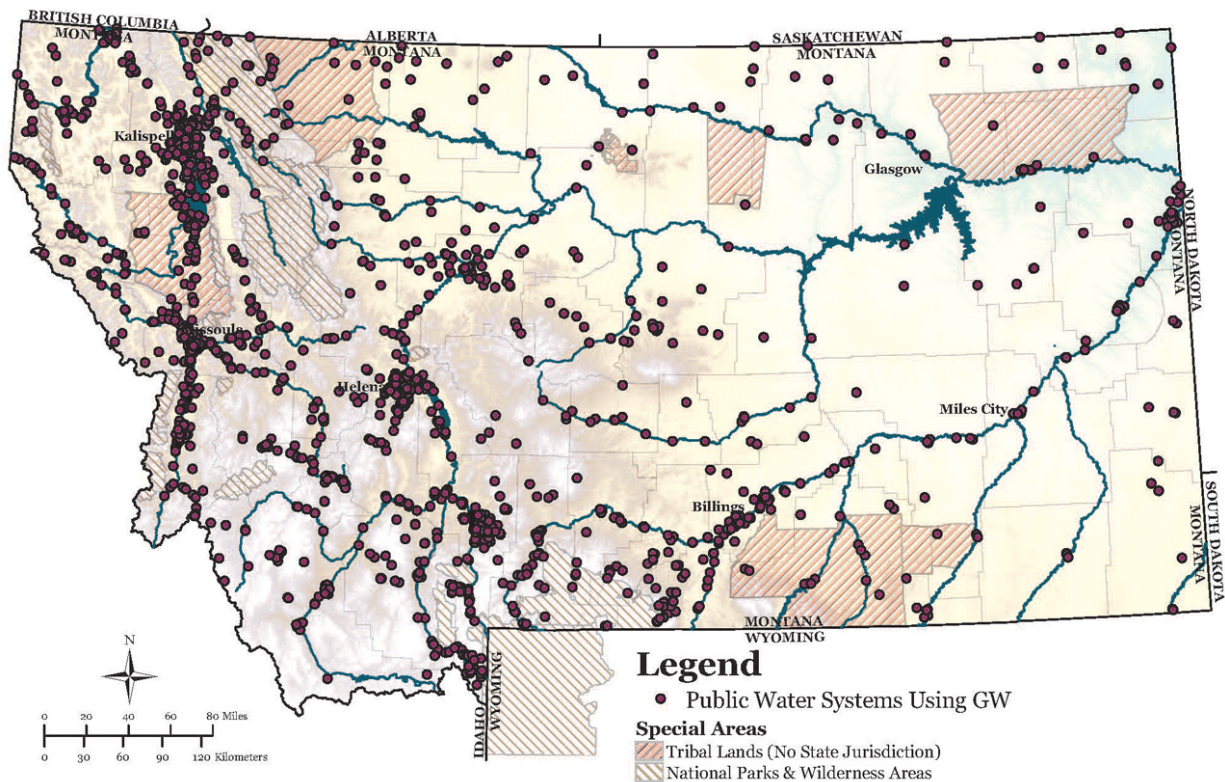 BRITISH COLUMBIA
MONTANA
ALBERTA
MONTANA
SASKATCHEWAN
MONTANA
Kalispell
Glasgow
NORTH DAKOTA
MONTANA
Missoula
Helena
Miles City
Billings
SOUTH DAKOTA
MONTANA
MONTANA
WYOMING
IDAHO
WYOMING
N
0 20 40 60 80 Miles
0 30 60 90 120 Kilometers
Legend
Public Water Systems Using GW
Special Areas
Tribal Lands (No State Jurisdiction)
National Parks & Wilderness Areas